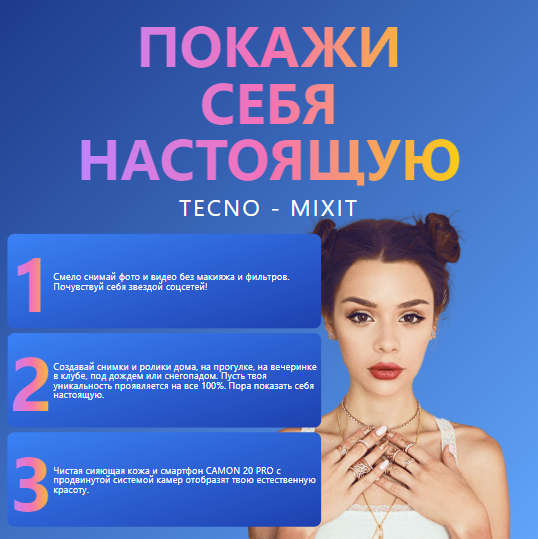 ПОКАЖИ
СЕБЯ
НАСТОЯЩУЮ
TECNO - MIXIT
1
Смело снимай фото и видео без макияжа и фильтров.
Почувствуй себя звездой соцсетей!
2
Создавай снимки и ролики дома, на прогулке, на вечеринке
в клубе, под дождем или снегопадом. Пусть твоя
уникальность проявляется на все 100%. Пора показать себя
настоящую.
3
Чистая сияющая кожа и смартфон CAMON 20 PRO с
продвинутой системой камер отобразят твою естественную
красоту.